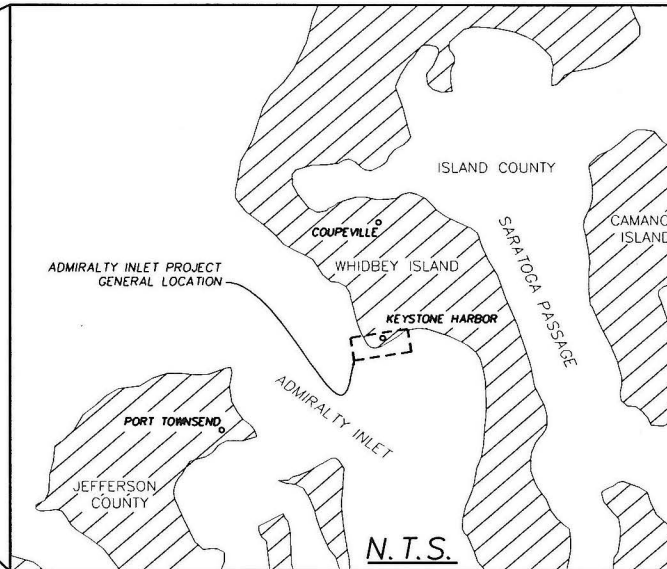 ISLAND COUNTY
COUPEVILLE
CAMANO
ISLAND
WHIDBEY ISLAND
SARATOGA PASSAGE
ADMIRALTY INLET PROJECT
GENERAL LOCATION
KEYSTONE HARBOR
ADMIRALTY INLET
PORT TOWNSEND
JEFFERSON
COUNTY
N.T.S.